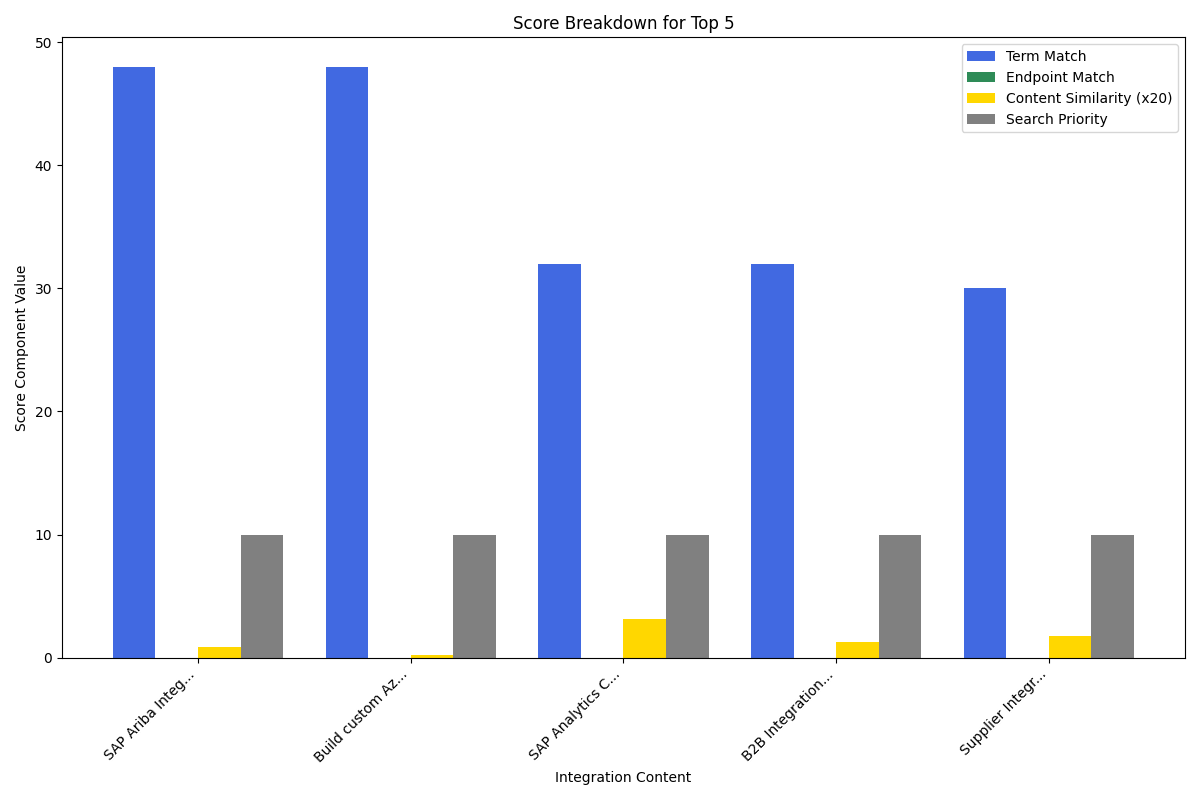 Score Breakdown for Top 5
Term Match
Endpoint Match
Content Similarity (x20)
Search Priority
Score Component Value
50
40
30
20
10
0
SAP Ariba Integ...
Build custom Az...
SAP Analytics C...
B2B Integration...
Supplier Integr...
Integration Content